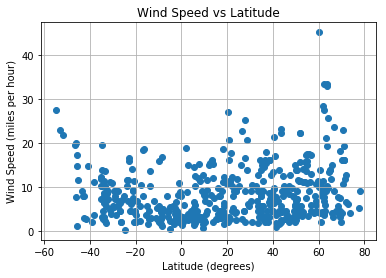 Wind Speed vs Latitude
40
30
20
10
0
Wind Speed (miles per hour)
−60 −40 −20 0 20 40 60 80
Latitude (degrees)